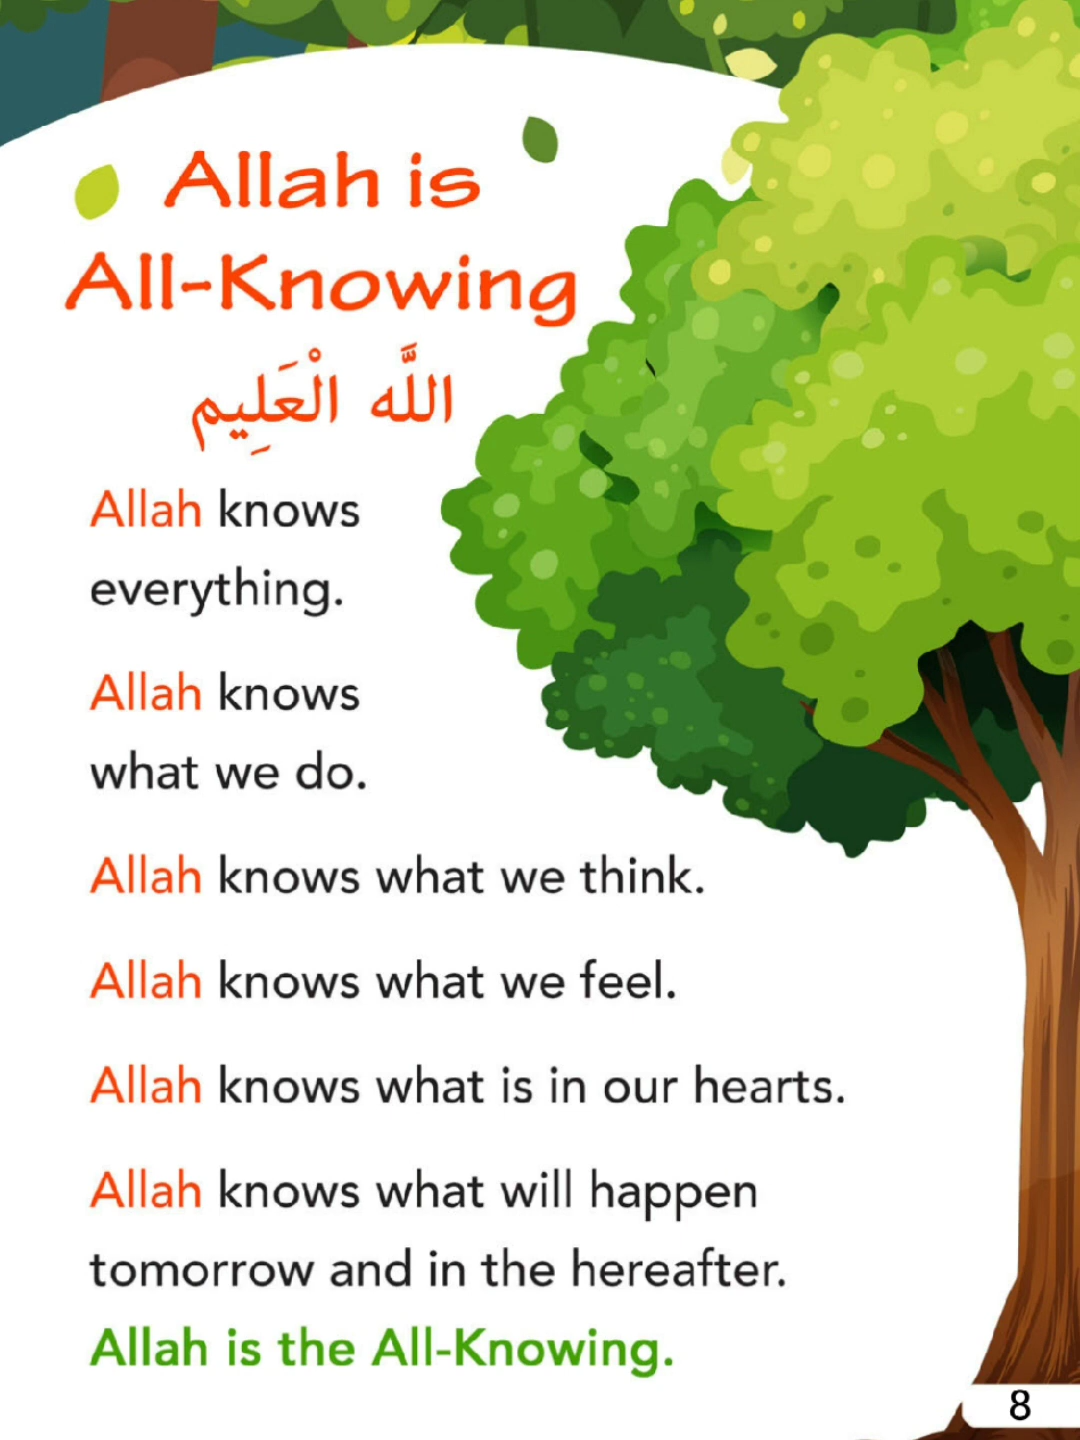 Allah is
All-Knowing
اللَّه الْعَلِيم
Allah knows
everything.
Allah knows
what we do.
Allah knows what we think.
Allah knows what we feel.
Allah knows what is in our hearts.
Allah knows what will happen
tomorrow and in the hereafter.
Allah is the All-Knowing.
8